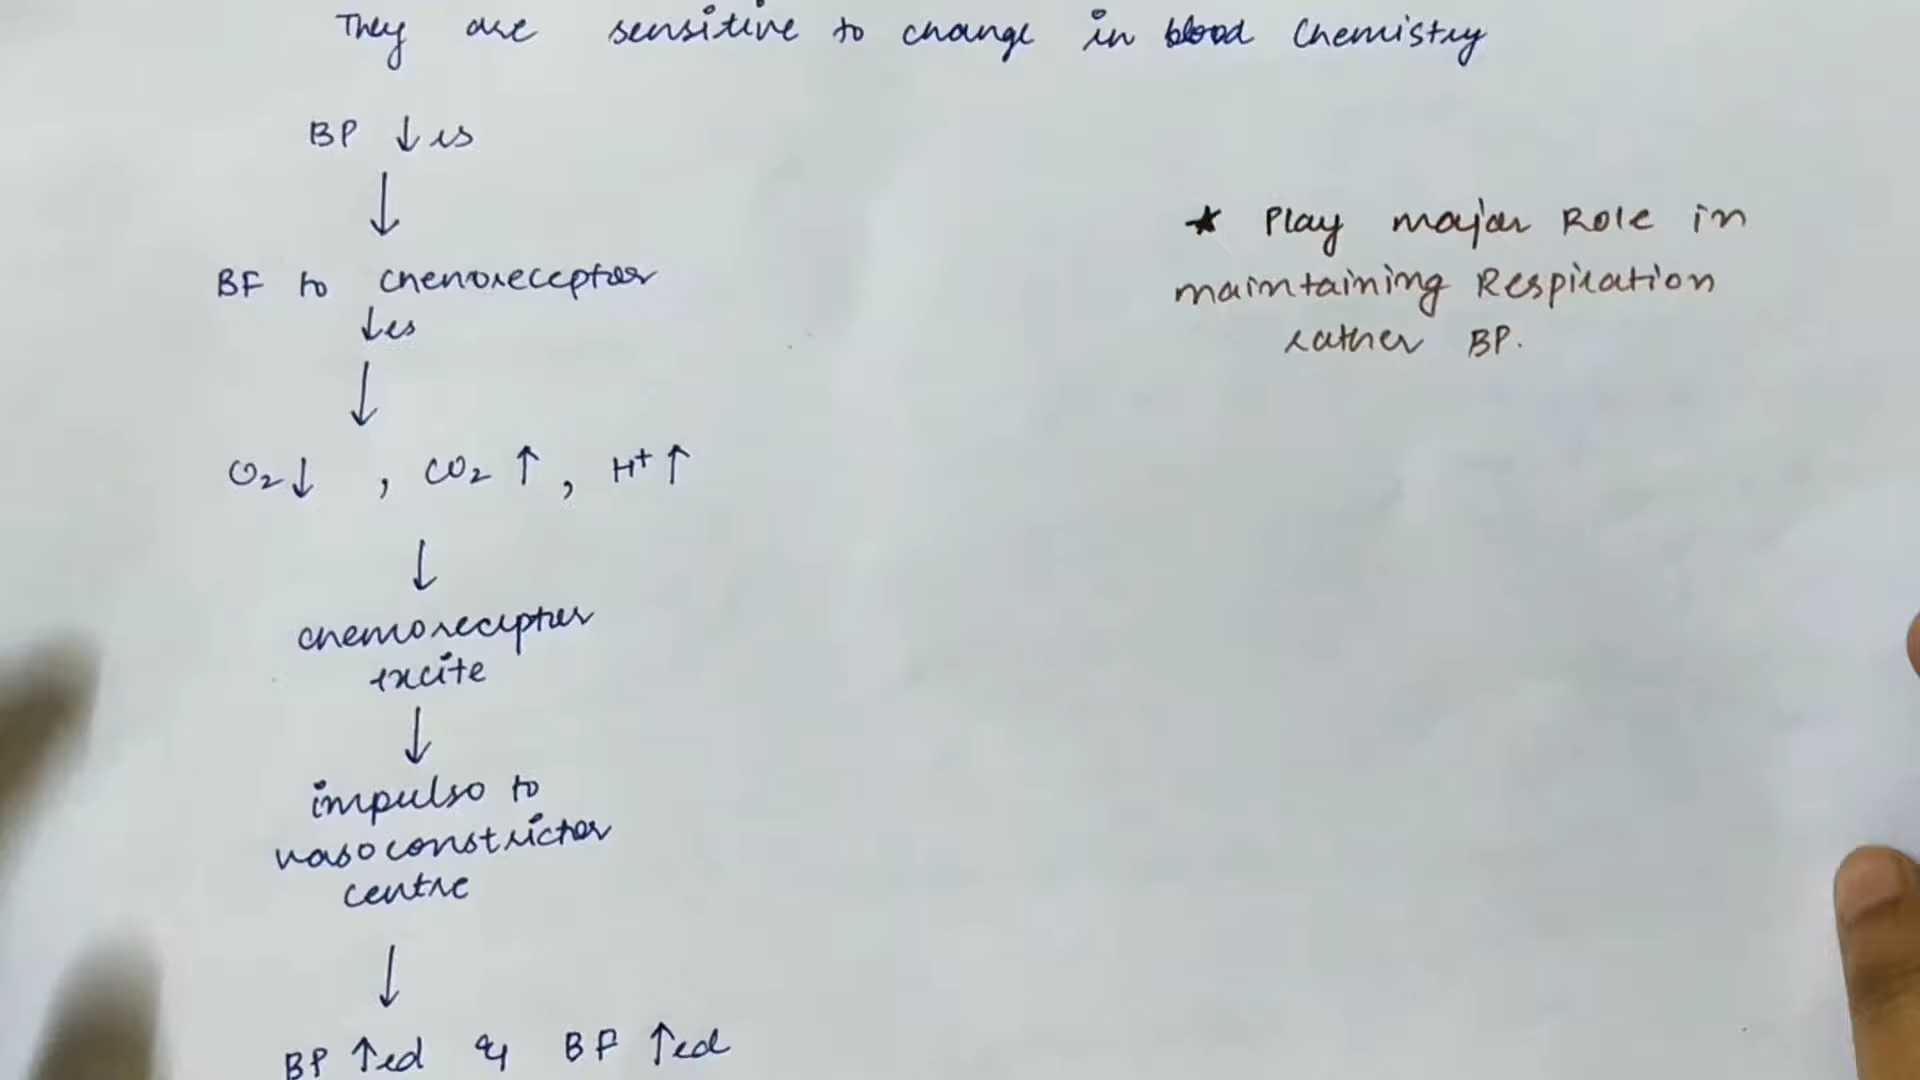 They are sensitive to change in blood Chemistry
BP ↓es
↓
BF to chemoreceptor
↓es
↓
O₂↓ , CO₂ ↑ , H⁺ ↑
↓
chemoreceptor
excite
↓
impulso to
vasoconstrictor
centre
↓
BP ↑ed & BF ↑ed
★ Play major Role in
maintaining Respiration
rather BP.